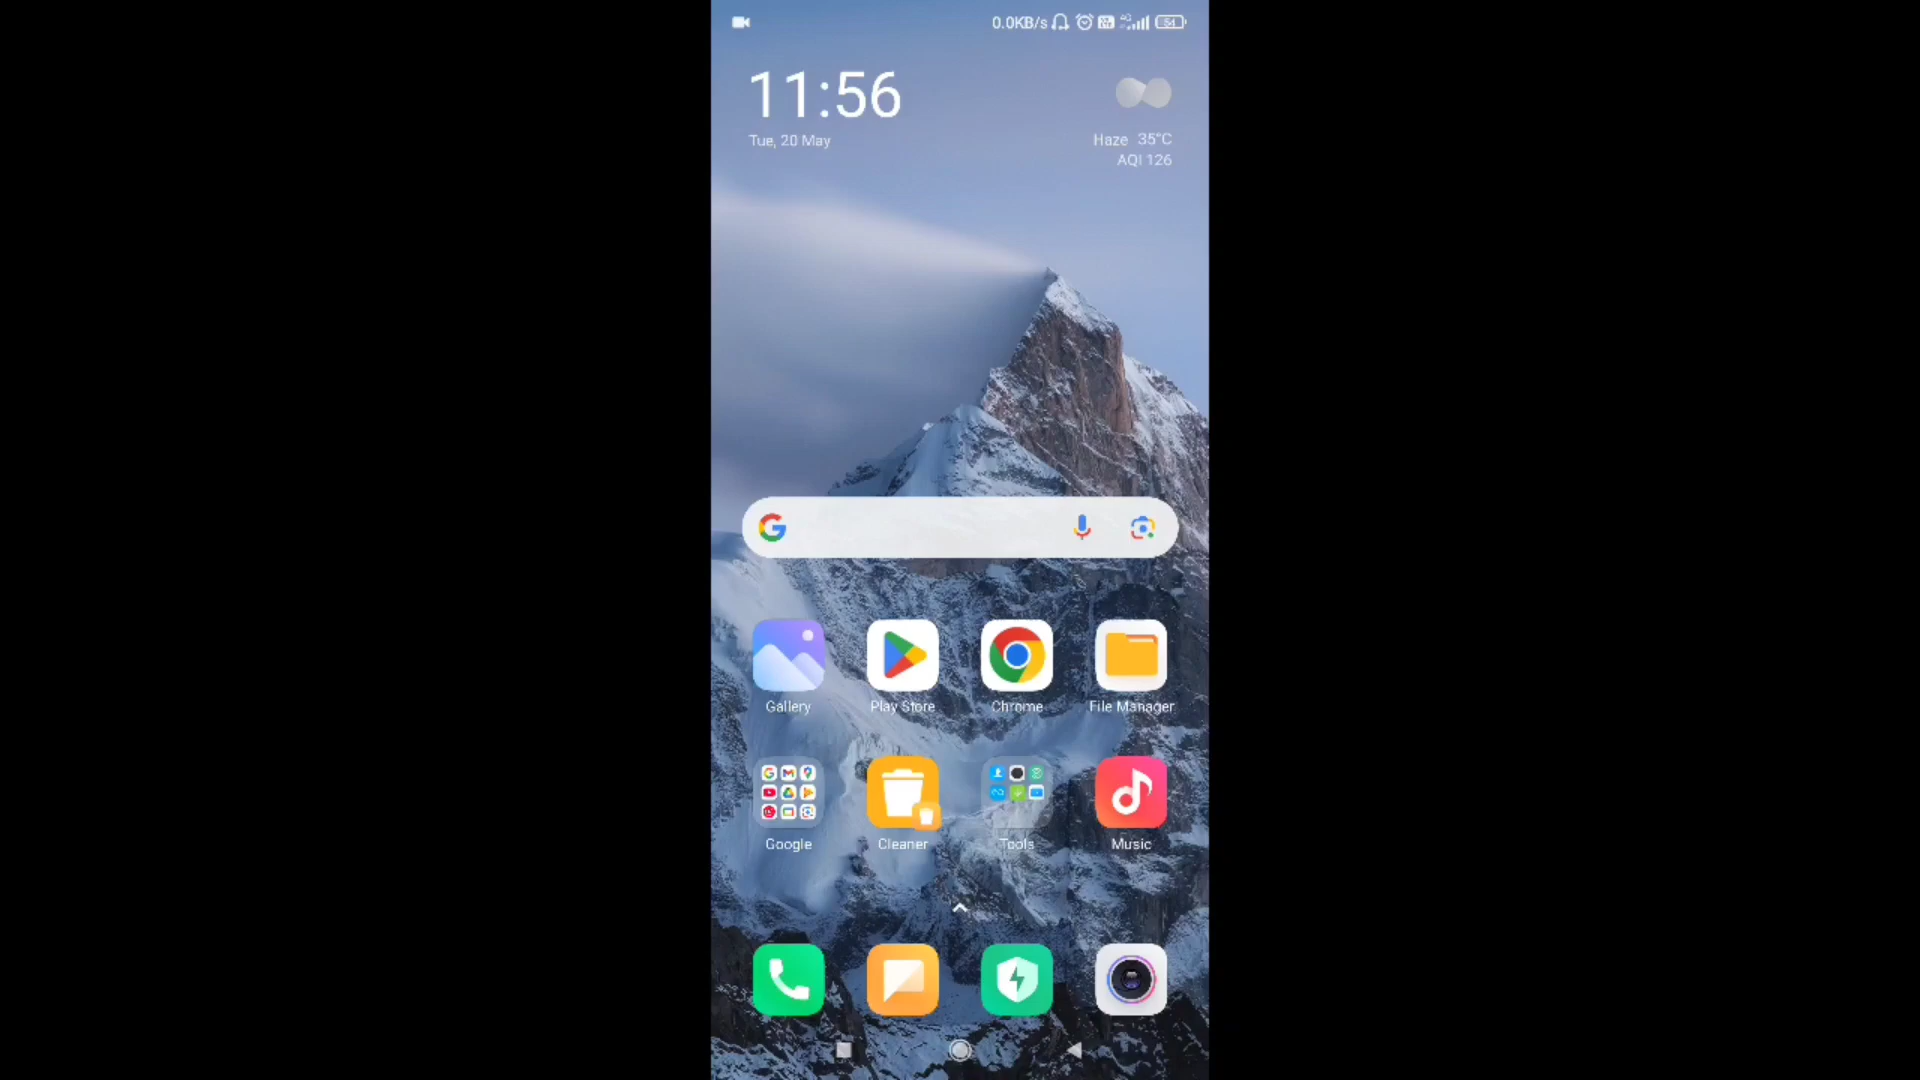 0.0KB/s 54
11:56
Tue, 20 May
Haze 35°C
AQI 126
Gallery Play Store Chrome File Manager
Google Cleaner Tools Music